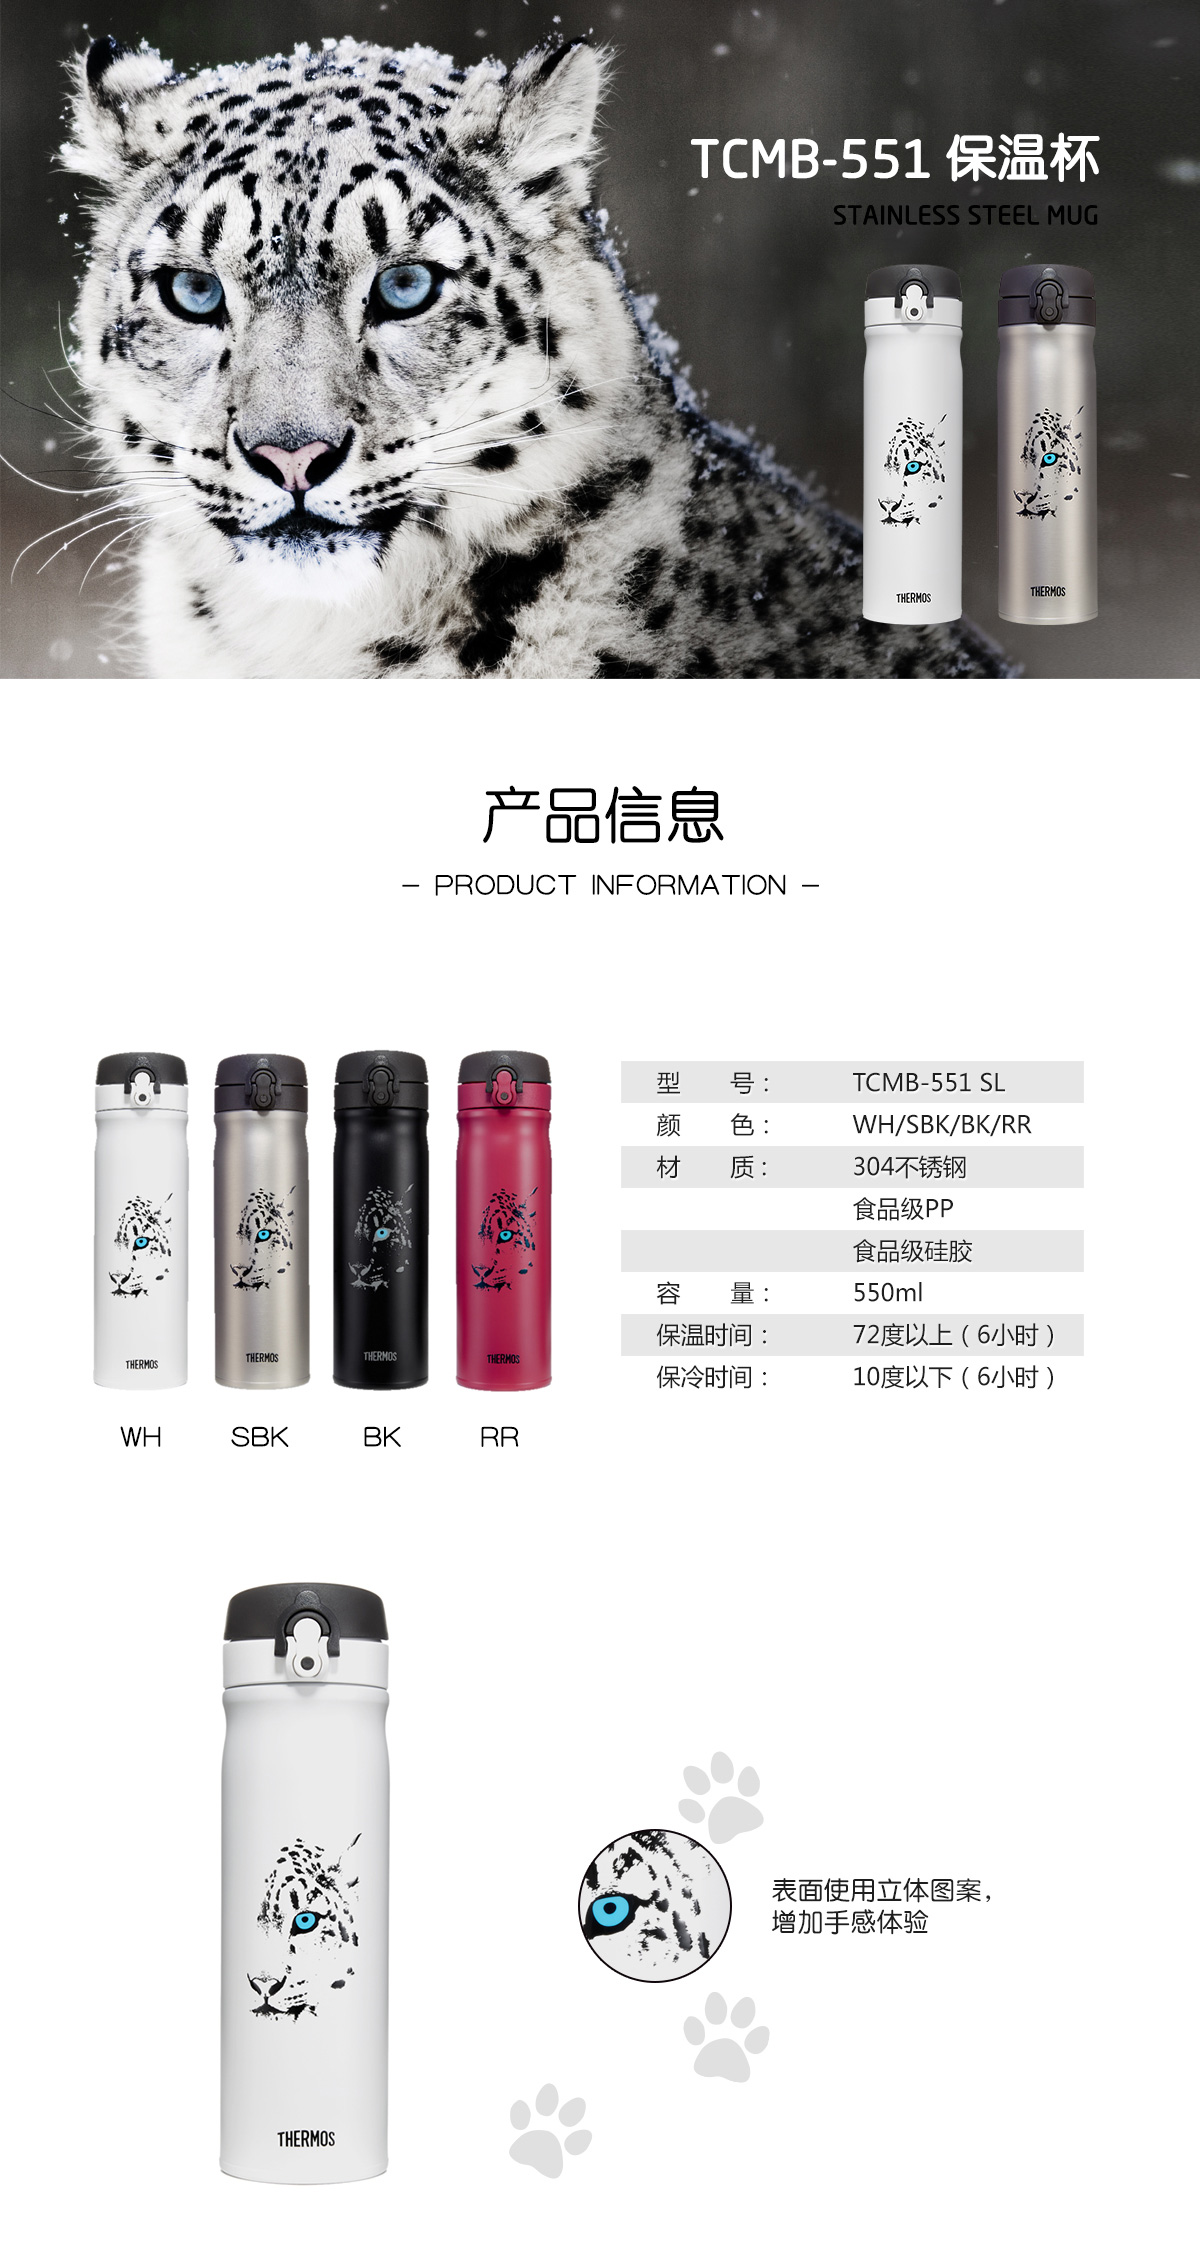 TCMB-551 保温杯
STAINLESS STEEL MUG
THERMOS THERMOS
产品信息
- PRODUCT INFORMATION -
型 号： TCMB-551 SL
颜 色： WH/SBK/BK/RR
材 质： 304不锈钢
食品级PP
食品级硅胶
容 量： 550ml
保温时间： 72度以上（6小时）
保冷时间： 10度以下（6小时）
THERMOS THERMOS THERMOS THERMOS
WH SBK BK RR
表面使用立体图案，
增加手感体验
THERMOS